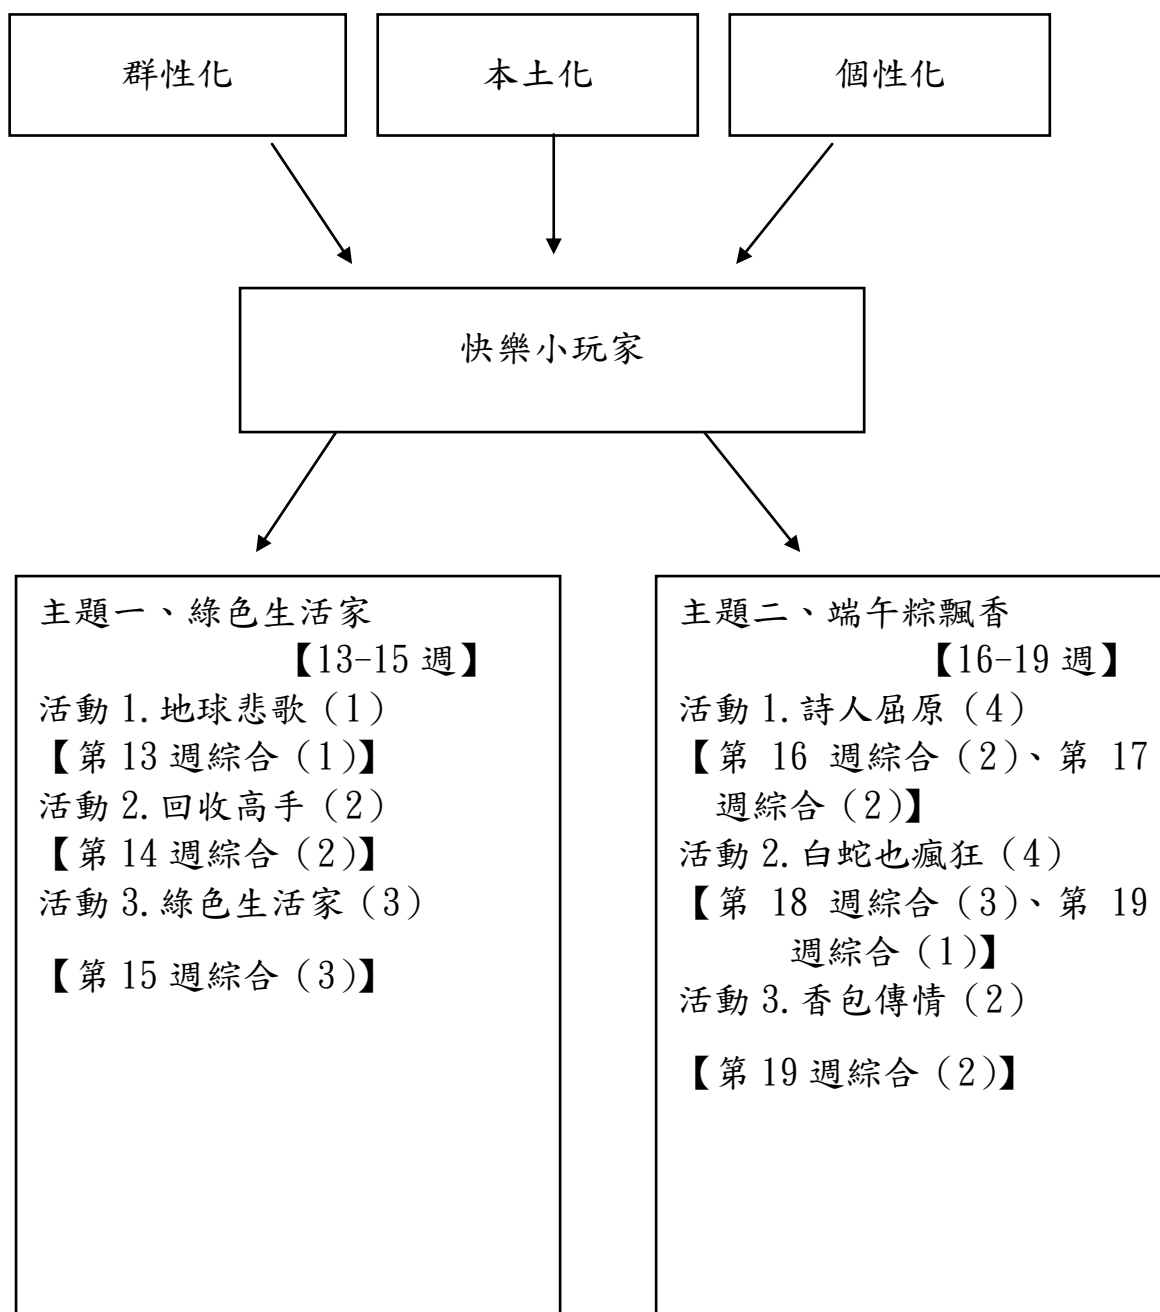 群性化
本土化
個性化
快樂小玩家
主題一、綠色生活家
【13-15 週】
活動 1.地球悲歌（1）
【第 13 週綜合（1）】
活動 2.回收高手（2）
【第 14 週綜合（2）】
活動 3.綠色生活家（3）
【第 15 週綜合（3）】
主題二、端午粽飄香
【16-19 週】
活動 1.詩人屈原（4）
【第 16 週綜合（2）、第 17
週綜合（2）】
活動 2.白蛇也瘋狂（4）
【第 18 週綜合（3）、第 19
週綜合（1）】
活動 3.香包傳情（2）
【第 19 週綜合（2）】